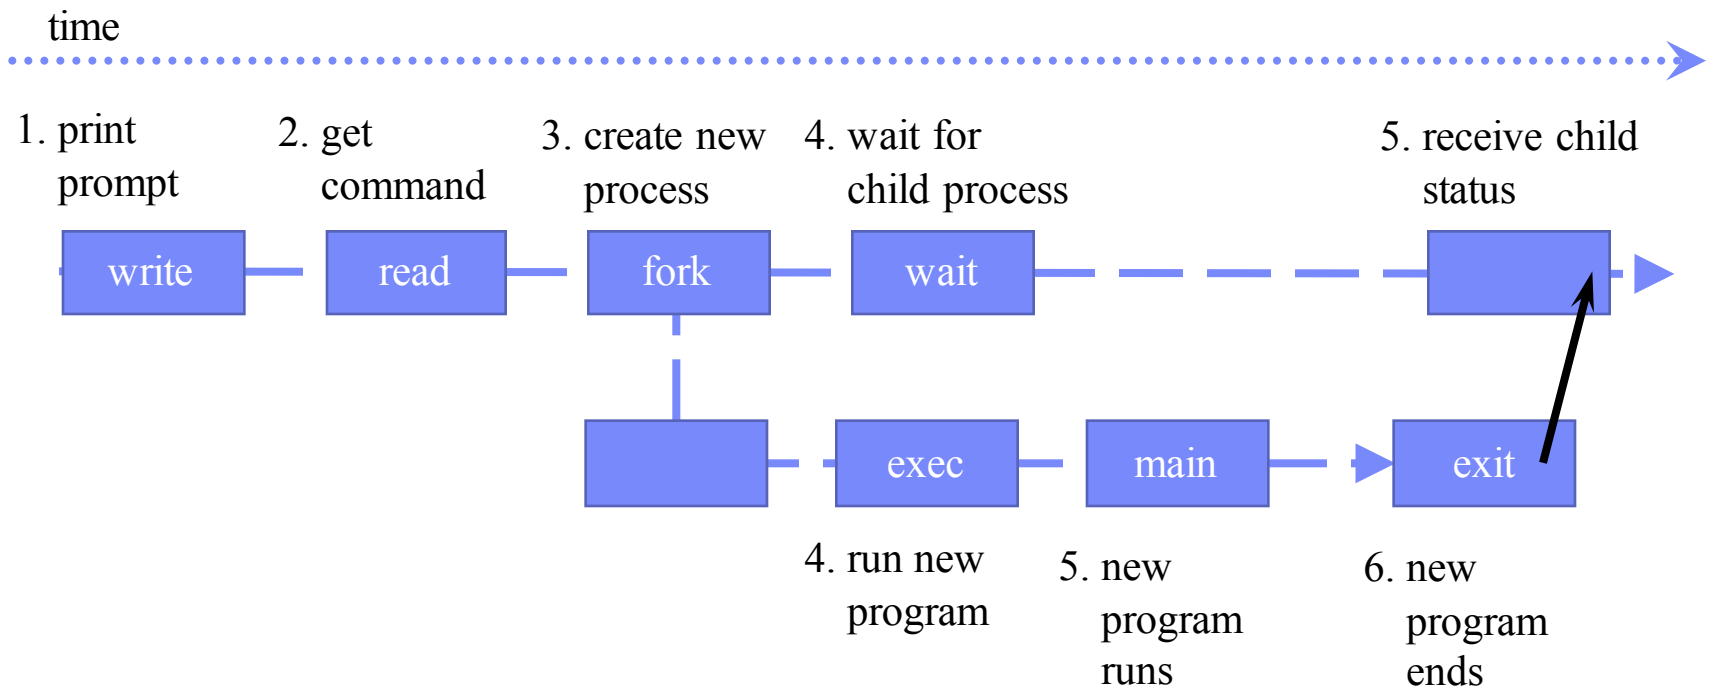 time
1. print
prompt
2. get
command
3. create new
process
4. wait for
child process
5. receive child
status
write
read
fork
wait
exec
main
exit
4. run new
program
5. new
program
runs
6. new
program
ends